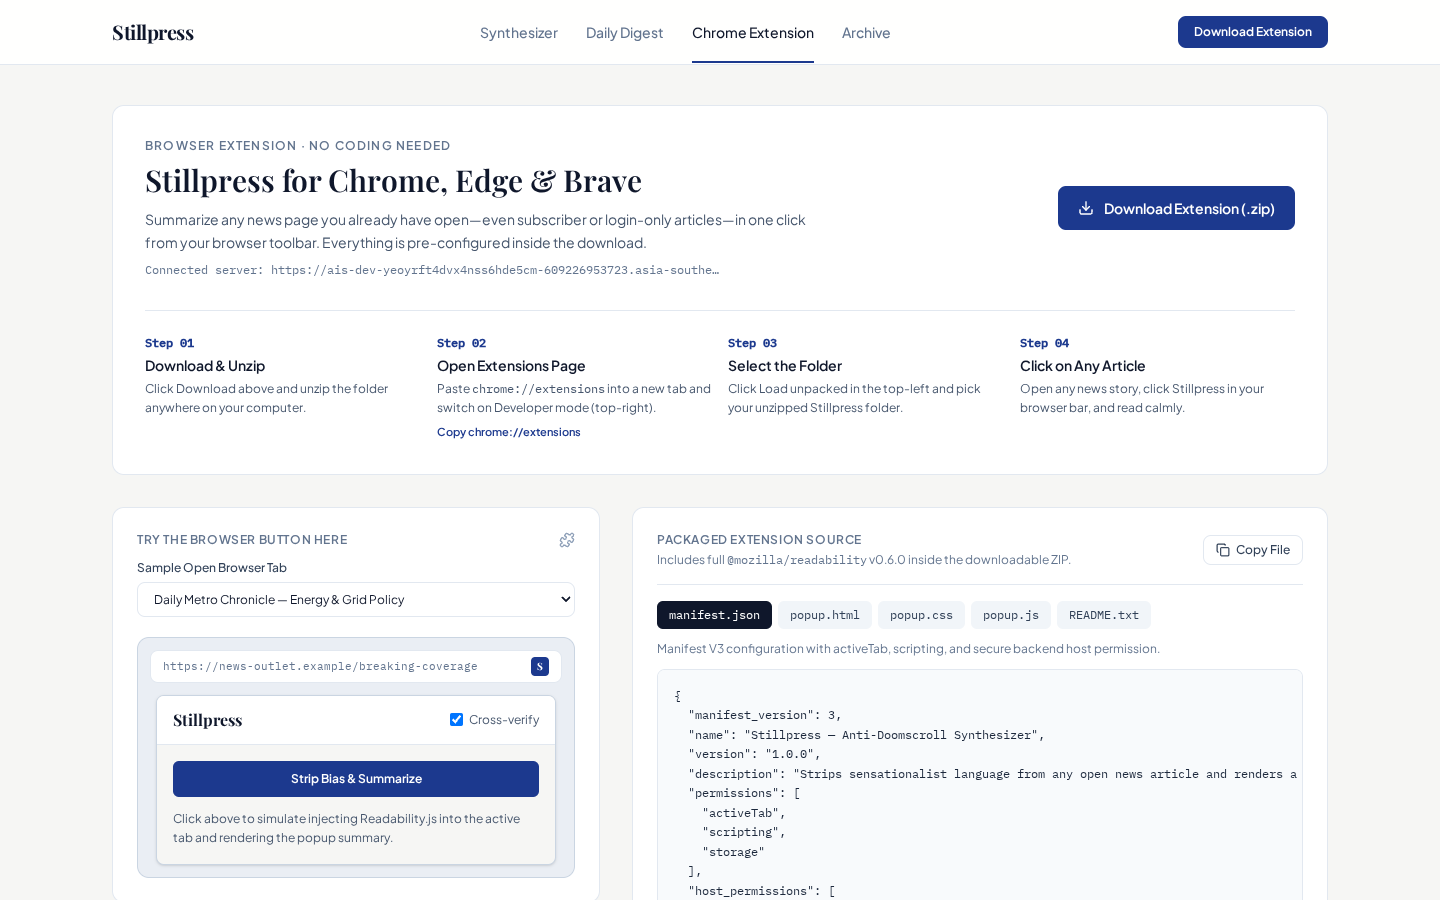 Stillpress
Synthesizer
Daily Digest
Chrome Extension
Archive
Download Extension
BROWSER EXTENSION · NO CODING NEEDED
Stillpress for Chrome, Edge & Brave
Summarize any news page you already have open—even subscriber or login-only articles—in one click
from your browser toolbar. Everything is pre-configured inside the download.
Connected server: https://ais-dev-yeoyrft4dvx4nss6hde5cm-609226953723.asia-southe…
Download Extension (.zip)
Step 01
Download & Unzip
Click Download above and unzip the folder
anywhere on your computer.
Step 02
Open Extensions Page
Paste chrome://extensions into a new tab and
switch on Developer mode (top-right).
Copy chrome://extensions
Step 03
Select the Folder
Click Load unpacked in the top-left and pick
your unzipped Stillpress folder.
Step 04
Click on Any Article
Open any news story, click Stillpress in your
browser bar, and read calmly.
TRY THE BROWSER BUTTON HERE
Sample Open Browser Tab
Daily Metro Chronicle — Energy & Grid Policy
https://news-outlet.example/breaking-coverage
S
Stillpress
Cross-verify
Strip Bias & Summarize
Click above to simulate injecting Readability.js into the active
tab and rendering the popup summary.
PACKAGED EXTENSION SOURCE
Includes full @mozilla/readability v0.6.0 inside the downloadable ZIP.
Copy File
manifest.json
popup.html
popup.css
popup.js
README.txt
Manifest V3 configuration with activeTab, scripting, and secure backend host permission.
{
"manifest_version": 3,
"name": "Stillpress — Anti-Doomscroll Synthesizer",
"version": "1.0.0",
"description": "Strips sensationalist language from any open news article and renders a
"permissions": [
"activeTab",
"scripting",
"storage"
],
"host_permissions": [